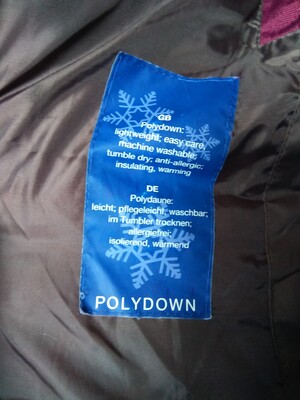 GB
Polydown:
lightweight; easy care,
machine washable;
tumble dry; anti-allergic;
insulating, warming
DE
Polydaune:
leicht; pflegeleicht; waschbar;
im Tumbler trocknen;
allergiefrei;
isolierend, wärmend
POLYDOWN